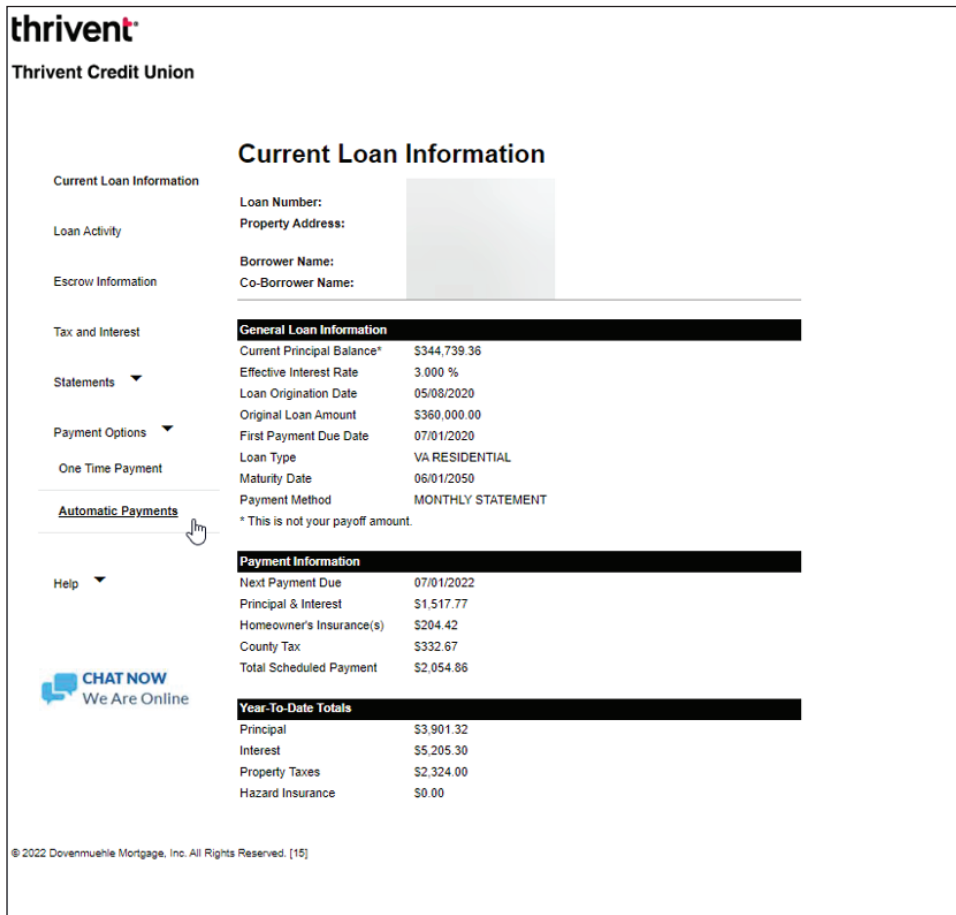 thrivent
Thrivent Credit Union
Current Loan Information
Loan Activity
Escrow Information
Tax and Interest
Statements
Payment Options
One Time Payment
Automatic Payments
Help
CHAT NOW
We Are Online
Current Loan Information
Loan Number:
Property Address:
Borrower Name:
Co-Borrower Name:
General Loan Information
Current Principal Balance* $344,739.36
Effective Interest Rate 3.000 %
Loan Origination Date 05/08/2020
Original Loan Amount $360,000.00
First Payment Due Date 07/01/2020
Loan Type VA RESIDENTIAL
Maturity Date 06/01/2050
Payment Method MONTHLY STATEMENT
* This is not your payoff amount.
Payment Information
Next Payment Due 07/01/2022
Principal & Interest $1,517.77
Homeowner's Insurance(s) $204.42
County Tax $332.67
Total Scheduled Payment $2,054.86
Year-To-Date Totals
Principal $3,901.32
Interest $5,205.30
Property Taxes $2,324.00
Hazard Insurance $0.00
© 2022 Dovenmuehle Mortgage, Inc. All Rights Reserved. [15]